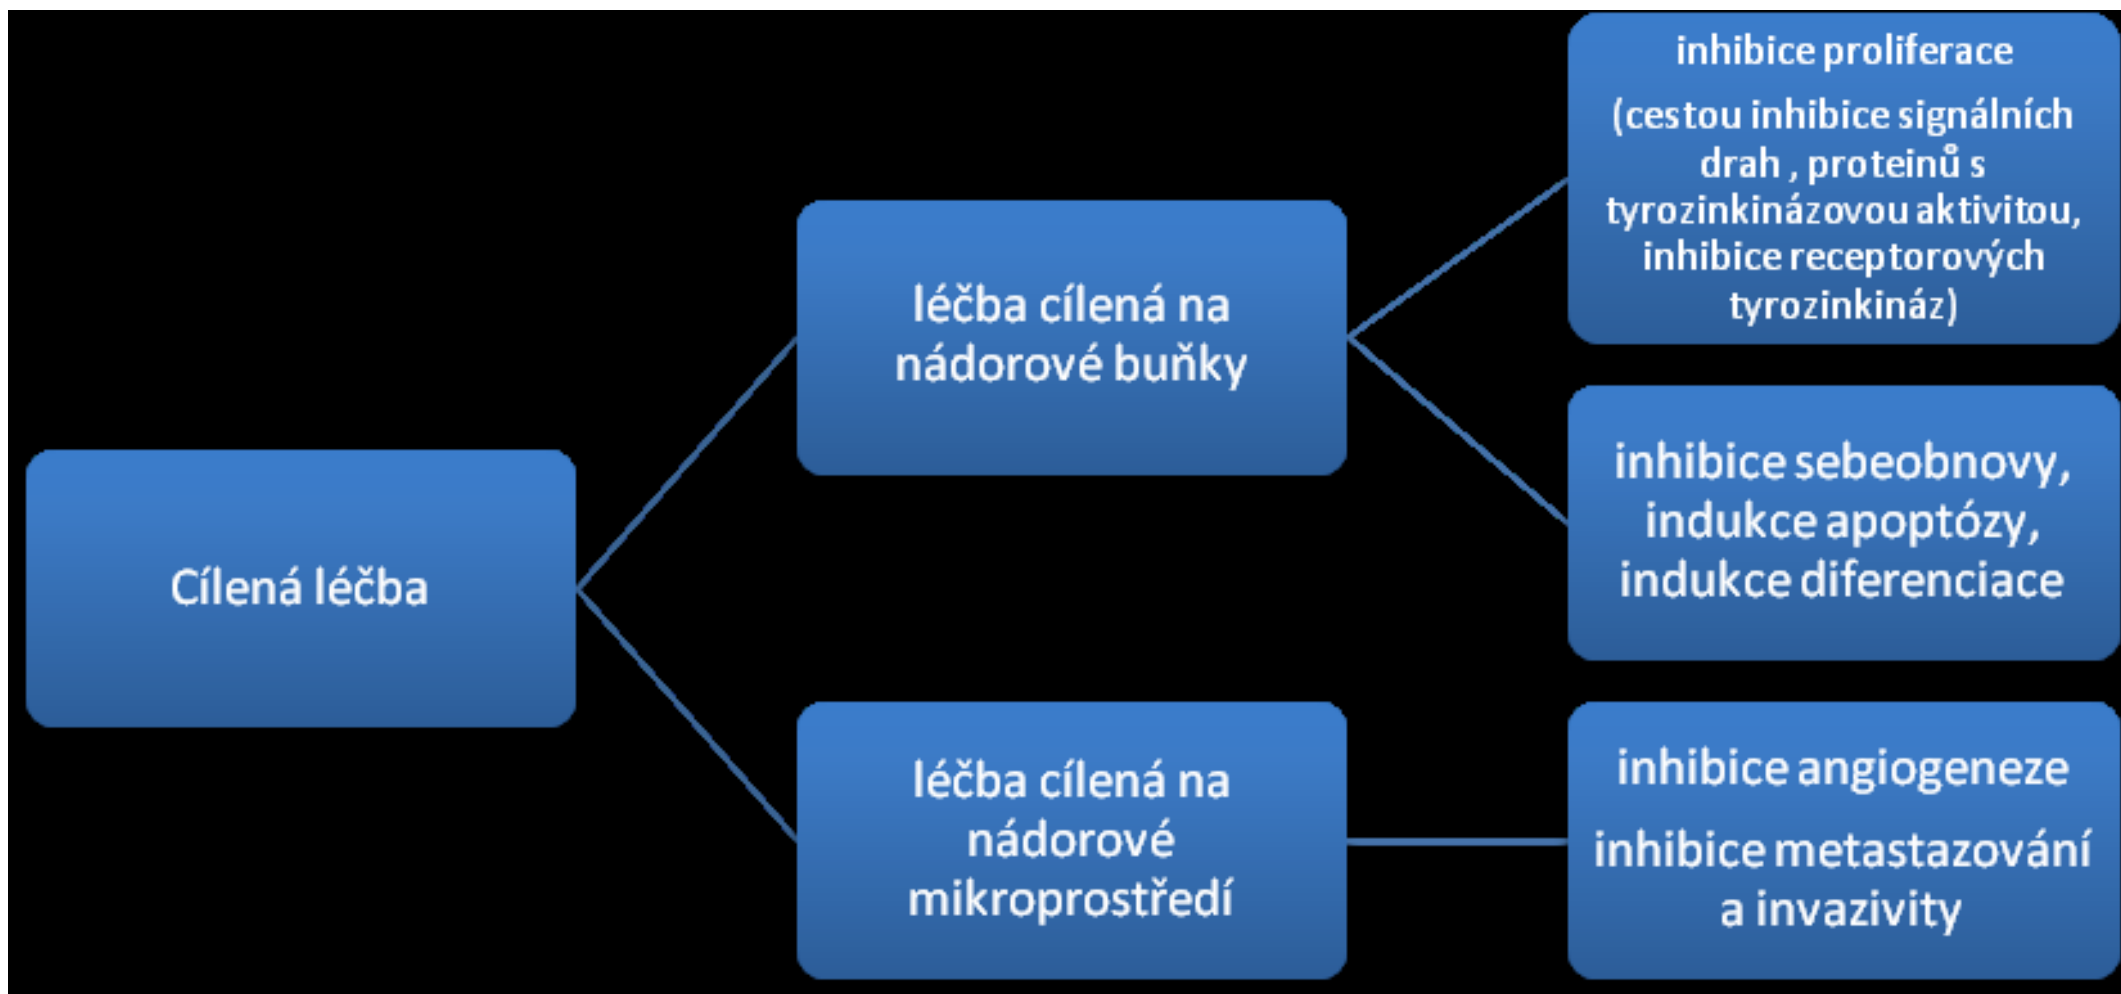 Cílená léčba
léčba cílená na
nádorové buňky
inhibice proliferace
(cestou inhibice signálních
drah , proteinů s
tyrozinkinázovou aktivitou,
inhibice receptorových
tyrozinkináz)
inhibice sebeobnovy,
indukce apoptózy,
indukce diferenciace
léčba cílená na
nádorové
mikroprostředí
inhibice angiogeneze
inhibice metastazování
a invazivity